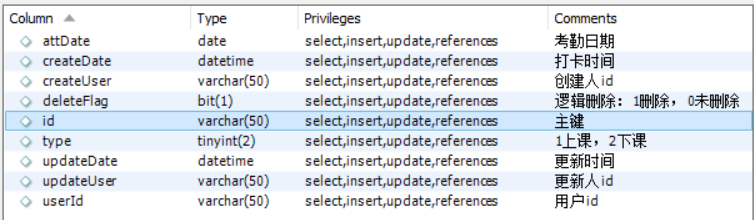 Column Type Privileges Comments
attDate date select,insert,update,references 考勤日期
createDate datetime select,insert,update,references 打卡时间
createUser varchar(50) select,insert,update,references 创建人id
deleteFlag bit(1) select,insert,update,references 逻辑删除：1删除，0未删除
id varchar(50) select,insert,update,references 主键
type tinyint(2) select,insert,update,references 1上课，2下课
updateDate datetime select,insert,update,references 更新时间
updateUser varchar(50) select,insert,update,references 更新人id
userId varchar(50) select,insert,update,references 用户id